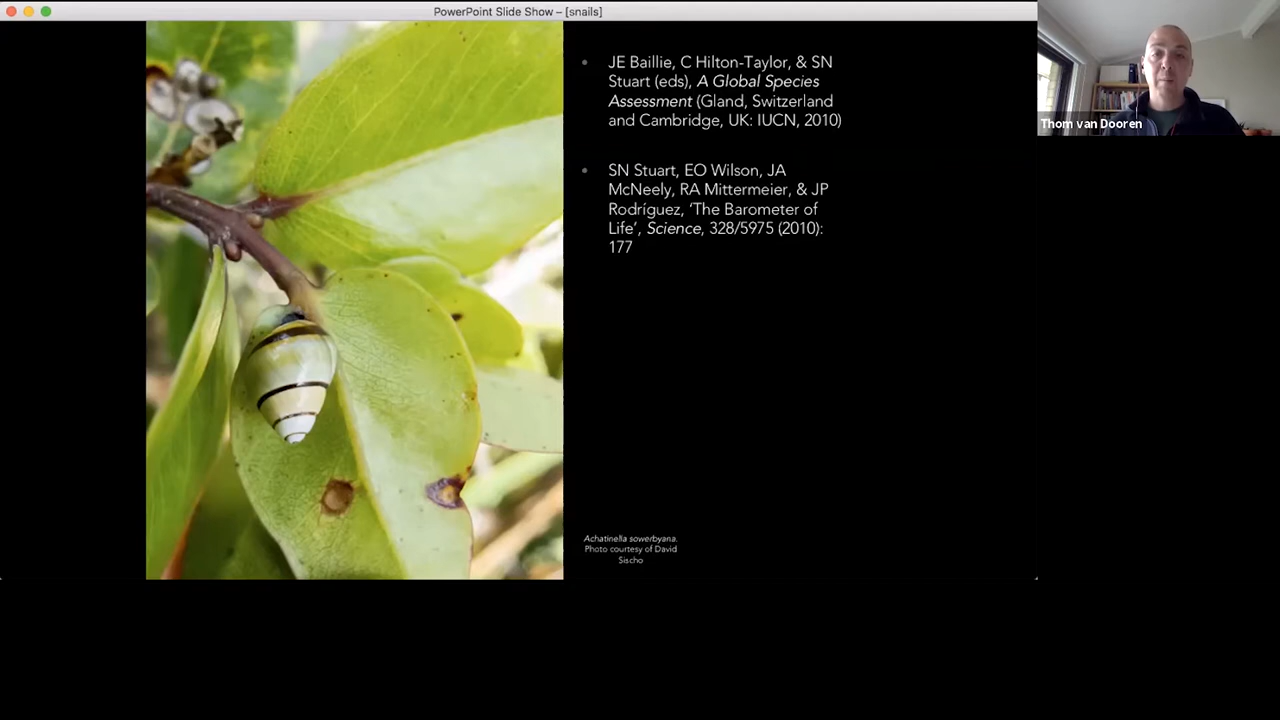 PowerPoint Slide Show – [snails]
JE Baillie, C Hilton-Taylor, & SN
Stuart (eds), A Global Species
Assessment (Gland, Switzerland
and Cambridge, UK: IUCN, 2010)
SN Stuart, EO Wilson, JA
McNeely, RA Mittermeier, & JP
Rodríguez, ‘The Barometer of
Life’, Science, 328/5975 (2010):
177
Achatinella sowerbyana.
Photo courtesy of David
Sischo
Thom van Dooren